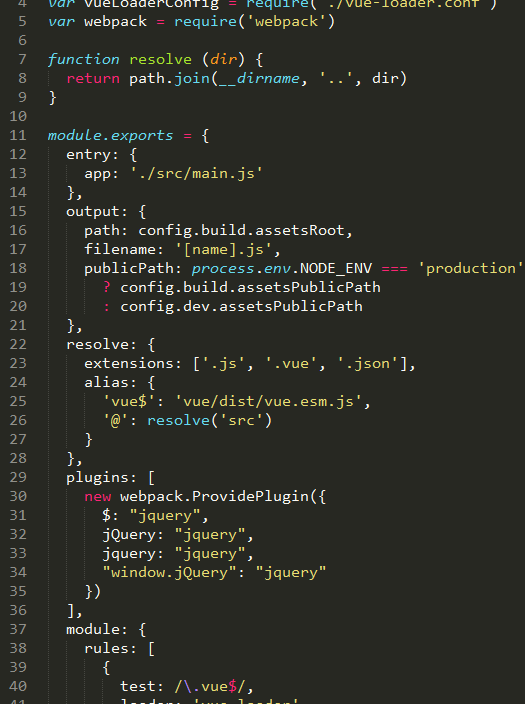 4 var vueLoaderConfig = require('./vue-loader.conf')
5 var webpack = require('webpack')
6
7 function resolve (dir) {
8   return path.join(__dirname, '..', dir)
9 }
10
11 module.exports = {
12   entry: {
13     app: './src/main.js'
14   },
15   output: {
16     path: config.build.assetsRoot,
17     filename: '[name].js',
18     publicPath: process.env.NODE_ENV === 'production'
19       ? config.build.assetsPublicPath
20       : config.dev.assetsPublicPath
21   },
22   resolve: {
23     extensions: ['.js', '.vue', '.json'],
24     alias: {
25       'vue$': 'vue/dist/vue.esm.js',
26       '@': resolve('src')
27     }
28   },
29   plugins: [
30     new webpack.ProvidePlugin({
31       $: "jquery",
32       jQuery: "jquery",
33       jquery: "jquery",
34       "window.jQuery": "jquery"
35     })
36   ],
37   module: {
38     rules: [
39       {
40         test: /\.vue$/,
41         loader: 'vue-loader'